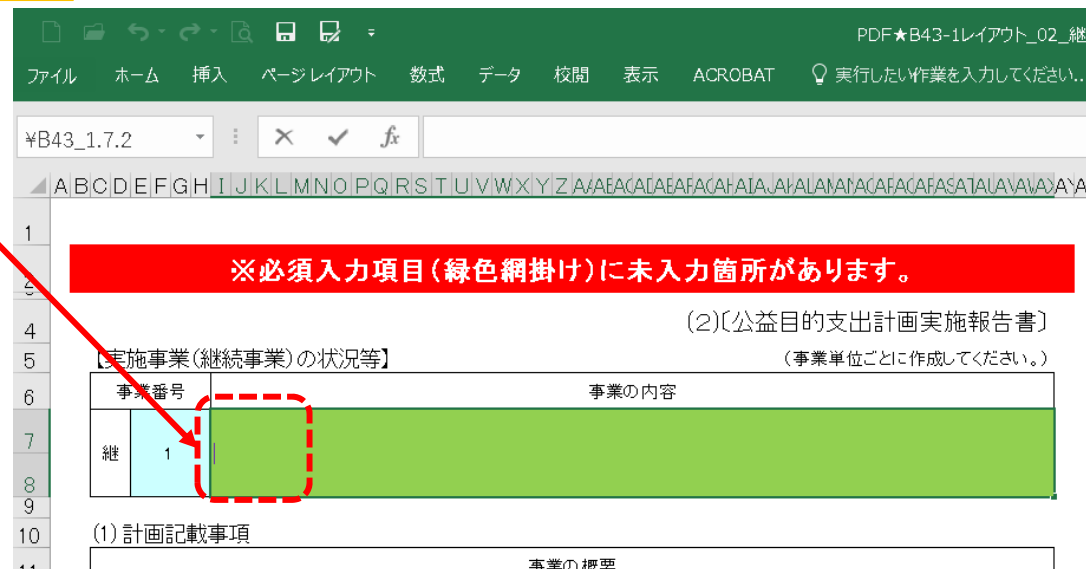 PDF★B43-1レイアウト_02_継
ファイル ホーム 挿入 ページレイアウト 数式 データ 校閲 表示 ACROBAT 実行したい作業を入力してください...
¥B43_1.7.2 fx
A B C D E F G H I J K L M N O P Q R S T U V W X Y Z
1
※必須入力項目(緑色網掛け)に未入力箇所があります。
2
4 (2)〔公益目的支出計画実施報告書〕
5 【実施事業(継続事業)の状況等】 (事業単位ごとに作成してください。)
6 事業番号 事業の内容
7 継 1
8
9
10 (1)計画記載事項
11 事業の概要